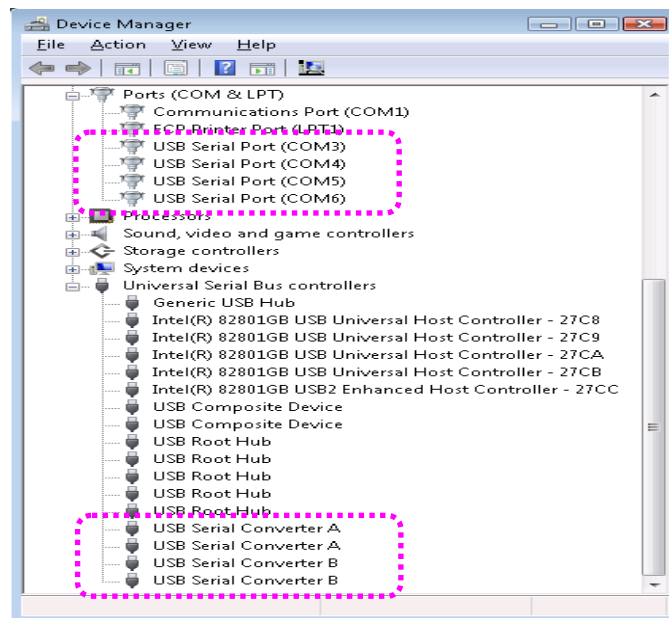 Device Manager
File Action View Help
Ports (COM & LPT)
Communications Port (COM1)
ECP Printer Port (LPT1)
USB Serial Port (COM3)
USB Serial Port (COM4)
USB Serial Port (COM5)
USB Serial Port (COM6)
Processors
Sound, video and game controllers
Storage controllers
System devices
Universal Serial Bus controllers
Generic USB Hub
Intel(R) 82801GB USB Universal Host Controller - 27C8
Intel(R) 82801GB USB Universal Host Controller - 27C9
Intel(R) 82801GB USB Universal Host Controller - 27CA
Intel(R) 82801GB USB Universal Host Controller - 27CB
Intel(R) 82801GB USB2 Enhanced Host Controller - 27CC
USB Composite Device
USB Composite Device
USB Root Hub
USB Root Hub
USB Root Hub
USB Root Hub
USB Root Hub
USB Serial Converter A
USB Serial Converter A
USB Serial Converter B
USB Serial Converter B